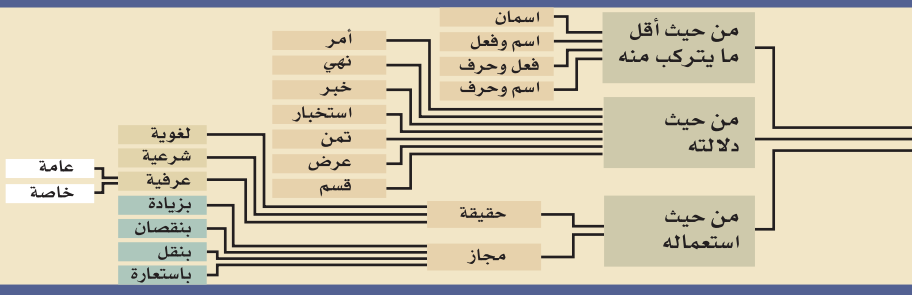 من حيث أقل
ما يتركب منه
اسمان
اسم وفعل
فعل وحرف
اسم وحرف
من حيث
دلالته
أمر
نهي
خبر
استخبار
تمن
عرض
قسم
من حيث
استعماله
حقيقة
لغوية
شرعية
عرفية
عامة
خاصة
مجاز
بزيادة
بنقصان
بنقل
باستعارة